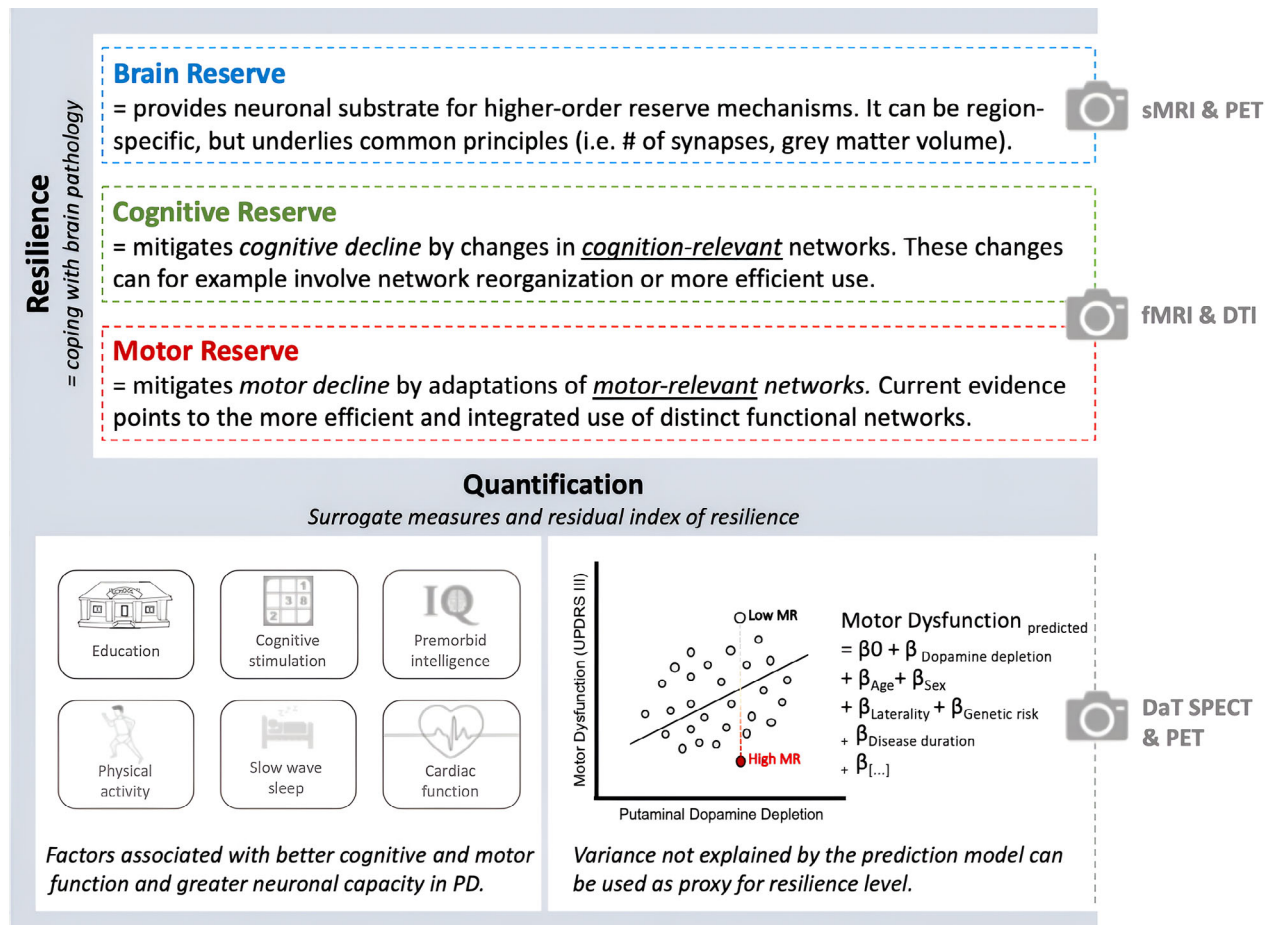 Resilience
= coping with brain pathology
Brain Reserve
= provides neuronal substrate for higher-order reserve mechanisms. It can be region-
specific, but underlies common principles (i.e. # of synapses, grey matter volume).
sMRI & PET
Cognitive Reserve
= mitigates cognitive decline by changes in cognition-relevant networks. These changes
can for example involve network reorganization or more efficient use.
fMRI & DTI
Motor Reserve
= mitigates motor decline by adaptations of motor-relevant networks. Current evidence
points to the more efficient and integrated use of distinct functional networks.
Quantification
Surrogate measures and residual index of resilience
SCHOOL
Education
1
3 8
2
Cognitive
stimulation
IQ
Premorbid
intelligence
Physical
activity
z z z
Slow wave
sleep
Cardiac
function
Factors associated with better cognitive and motor
function and greater neuronal capacity in PD.
Motor Dysfunction (UPDRS III)
Low MR
High MR
Putaminal Dopamine Depletion
Motor Dysfunction predicted
= β0 + β Dopamine depletion
+ βAge+ βSex
+ βLaterality + βGenetic risk
+ βDisease duration
+ β[...]
Variance not explained by the prediction model can
be used as proxy for resilience level.
DaT SPECT
& PET